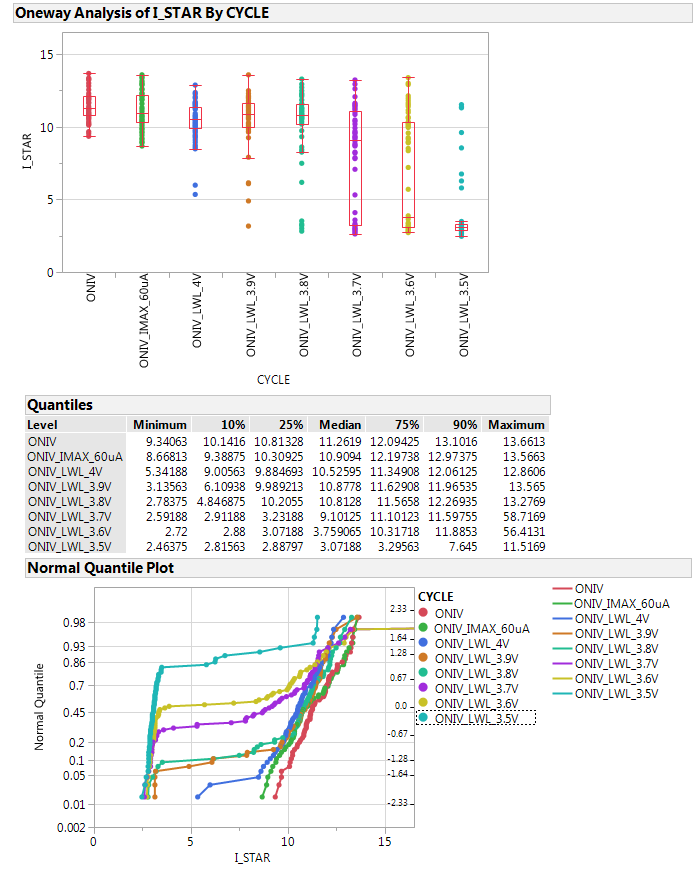 Oneway Analysis of I_STAR By CYCLE
15
10
5
0
I_STAR
ONIV
ONIV_IMAX_60uA
ONIV_LWL_4V
ONIV_LWL_3.9V
ONIV_LWL_3.8V
ONIV_LWL_3.7V
ONIV_LWL_3.6V
ONIV_LWL_3.5V
CYCLE
Quantiles
Level Minimum 10% 25% Median 75% 90% Maximum
ONIV 9.34063 10.1416 10.81328 11.2619 12.09425 13.1016 13.6613
ONIV_IMAX_60uA 8.66813 9.38875 10.30925 10.9094 12.19738 12.97375 13.5663
ONIV_LWL_4V 5.34188 9.00563 9.884693 10.52595 11.34908 12.06125 12.8606
ONIV_LWL_3.9V 3.13563 6.10938 9.989213 10.8778 11.62908 11.96535 13.565
ONIV_LWL_3.8V 2.78375 4.846875 10.2055 10.8128 11.5658 12.26935 13.2769
ONIV_LWL_3.7V 2.59188 2.91188 3.23188 9.10125 11.10123 11.59755 58.7169
ONIV_LWL_3.6V 2.72 2.88 3.07188 3.759065 10.31718 11.8853 56.4131
ONIV_LWL_3.5V 2.46375 2.81563 2.88797 3.07188 3.29563 7.645 11.5169
Normal Quantile Plot
Normal Quantile
0.98
0.93
0.86
0.7
0.45
0.2
0.1
0.05
0.01
0.002
0 5 10 15
I_STAR
2.33
1.64
1.28
0.67
0.0
-0.67
-1.28
-1.64
-2.33
CYCLE
ONIV
ONIV_IMAX_60uA
ONIV_LWL_4V
ONIV_LWL_3.9V
ONIV_LWL_3.8V
ONIV_LWL_3.7V
ONIV_LWL_3.6V
ONIV_LWL_3.5V
ONIV
ONIV_IMAX_60uA
ONIV_LWL_4V
ONIV_LWL_3.9V
ONIV_LWL_3.8V
ONIV_LWL_3.7V
ONIV_LWL_3.6V
ONIV_LWL_3.5V